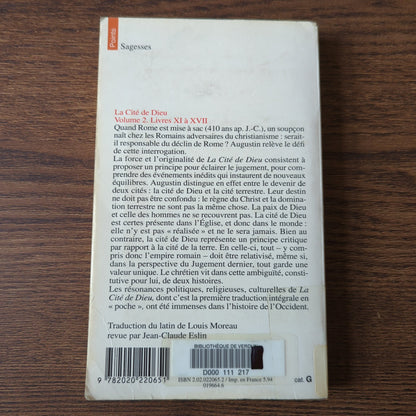 Points
Sagesses
La Cité de Dieu
Volume 2. Livres XI à XVII
Quand Rome est mise à sac (410 ans ap. J.-C.), un soupçon
naît chez les Romains adversaires du christianisme : serait-
il responsable du déclin de Rome ? Augustin relève le défi
de cette interrogation.
La force et l'originalité de La Cité de Dieu consistent à
proposer un principe pour éclairer le jugement, pour com-
prendre des événements inédits qui instaurent de nouveaux
équilibres. Augustin distingue en effet entre le devenir de
deux cités : la cité de Dieu et la cité terrestre. Leur destin
ne doit pas être confondu : le règne du Christ et la domina-
tion terrestre ne sont pas la même chose. La paix de Dieu
et celle des hommes ne se recouvrent pas. La cité de Dieu
est certes présente dans l'Église, et donc dans le monde :
elle n'y est pas « réalisée » et ne le sera jamais. Bien au
contraire, la cité de Dieu représente un principe critique
par rapport à la cité de la terre. En celle-ci, tout – y com-
pris donc l'empire romain – doit être relativisé, même si,
dans la perspective du Jugement dernier, tout garde une
valeur unique. Le chrétien vit dans cette ambiguïté, constitu-
tive pour lui, de deux histoires.
Les résonances politiques, religieuses, culturelles de La
Cité de Dieu, dont c'est la première traduction intégrale en
« poche », ont été immenses dans l'histoire de l'Occident.
Traduction du latin de Louis Moreau
revue par Jean-Claude Eslin
BIBLIOTHÈQUE DE VERDUN
D000 111 217
9 782020 220651
ISBN 2.02.022065.2 / Imp. en France 5.94
019664.6
cat. G